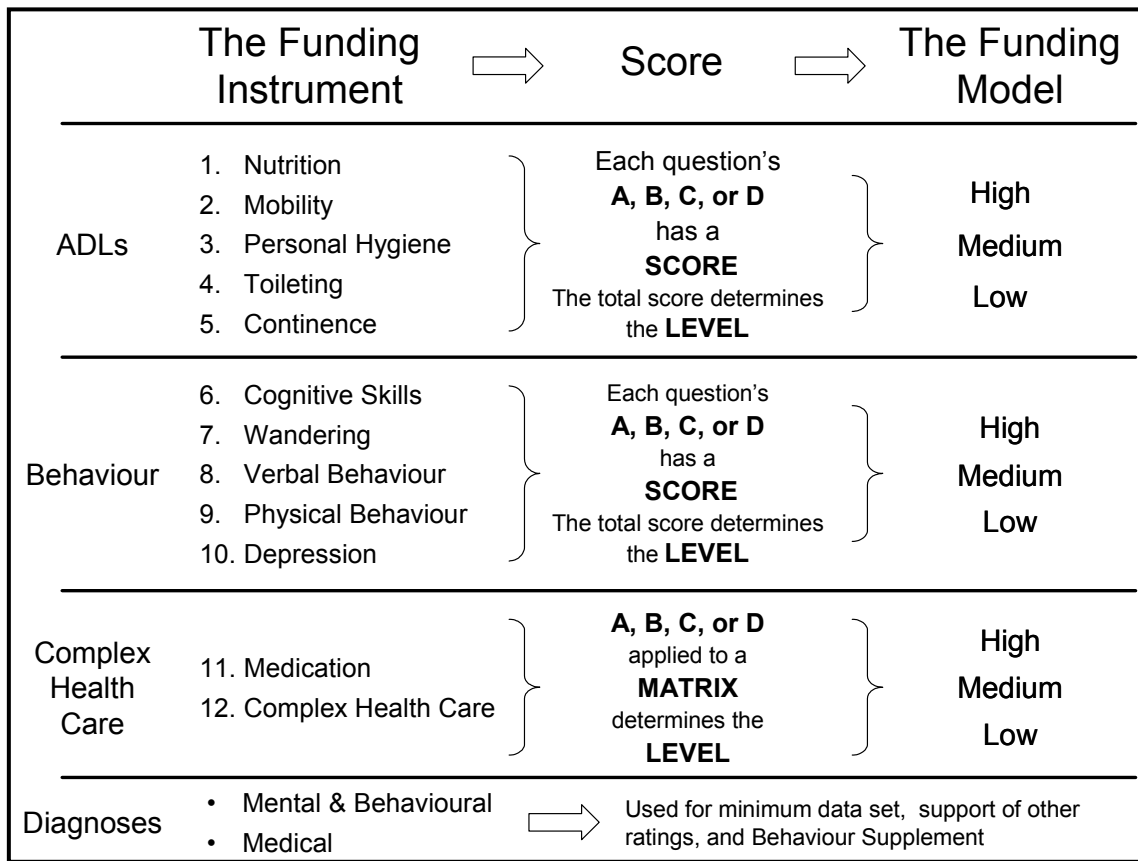 The Funding
Instrument
Score
The Funding
Model
ADLs
1. Nutrition
2. Mobility
3. Personal Hygiene
4. Toileting
5. Continence
Each question's
A, B, C, or D
has a
SCORE
The total score determines
the LEVEL
High
Medium
Low
Behaviour
6. Cognitive Skills
7. Wandering
8. Verbal Behaviour
9. Physical Behaviour
10. Depression
Each question's
A, B, C, or D
has a
SCORE
The total score determines
the LEVEL
High
Medium
Low
Complex
Health
Care
11. Medication
12. Complex Health Care
A, B, C, or D
applied to a
MATRIX
determines the
LEVEL
High
Medium
Low
Diagnoses
• Mental & Behavioural
• Medical
Used for minimum data set, support of other
ratings, and Behaviour Supplement